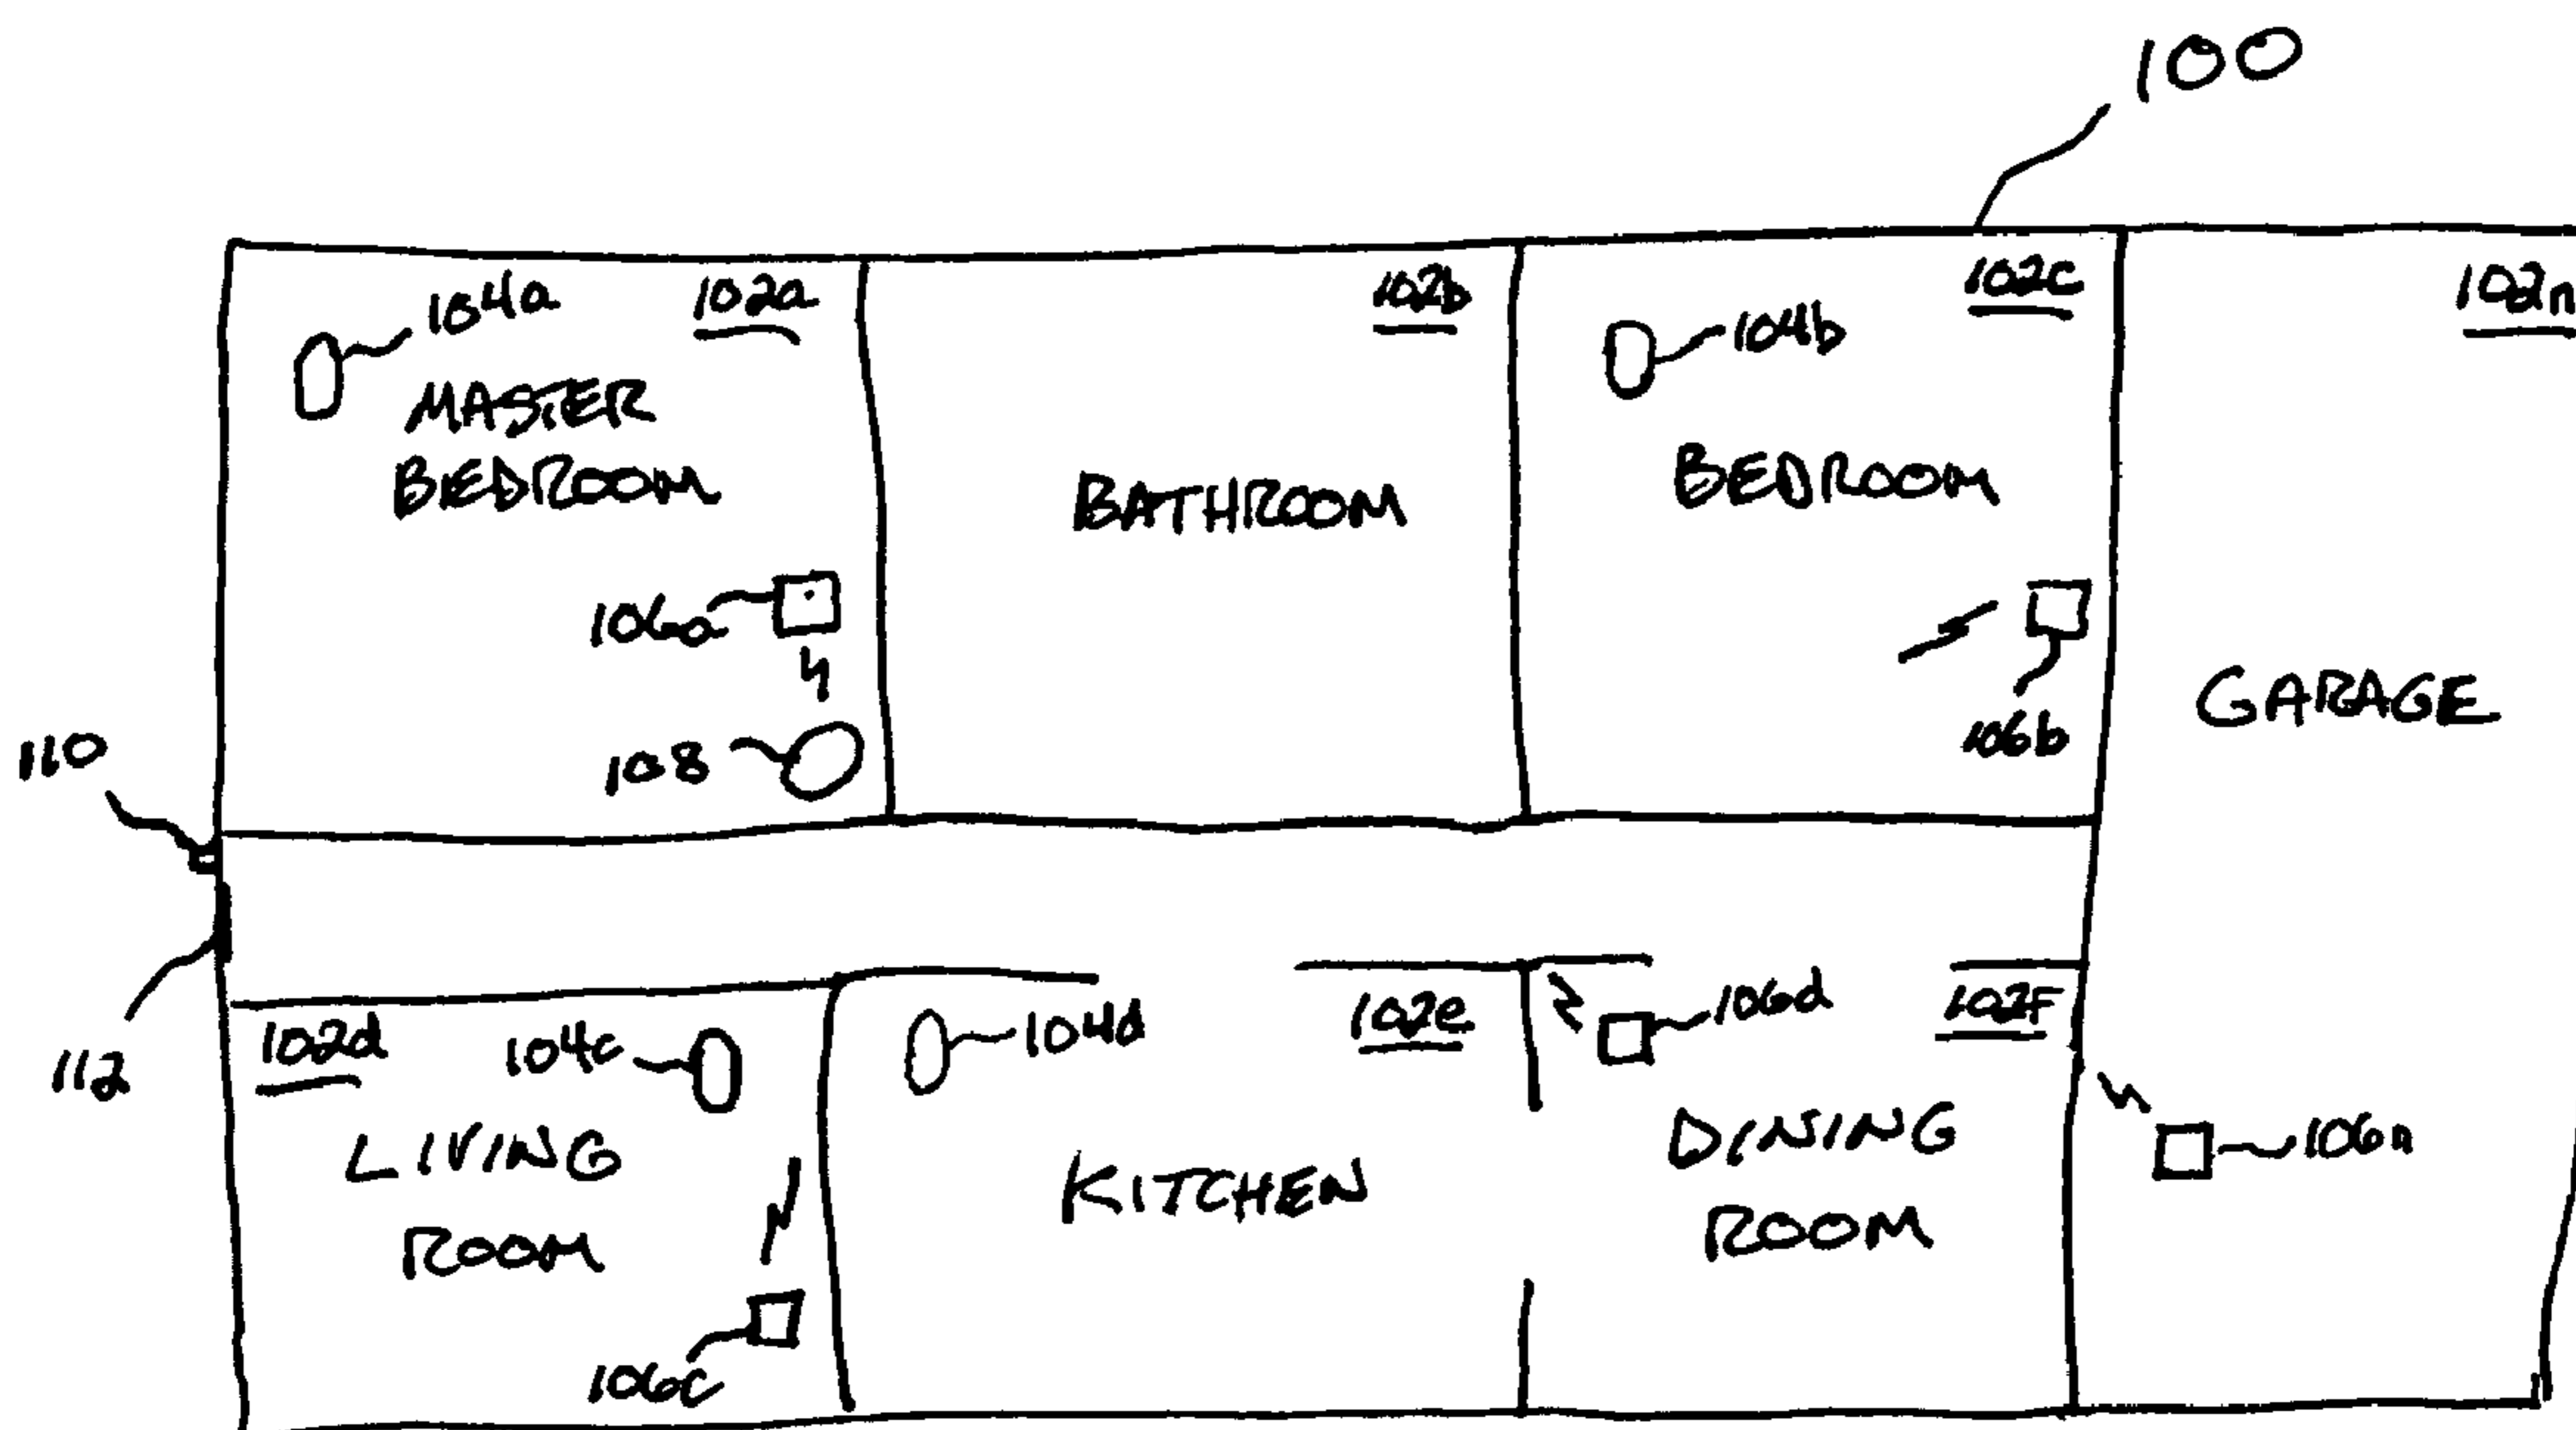 100
104a
102a
MASTER
BEDROOM
106a
108
102b
BATHROOM
102c
104b
BEDROOM
106b
102n
GARAGE
110
112
102d
104c
LIVING
ROOM
106c
104d
102e
KITCHEN
106d
102f
DINING
ROOM
106n